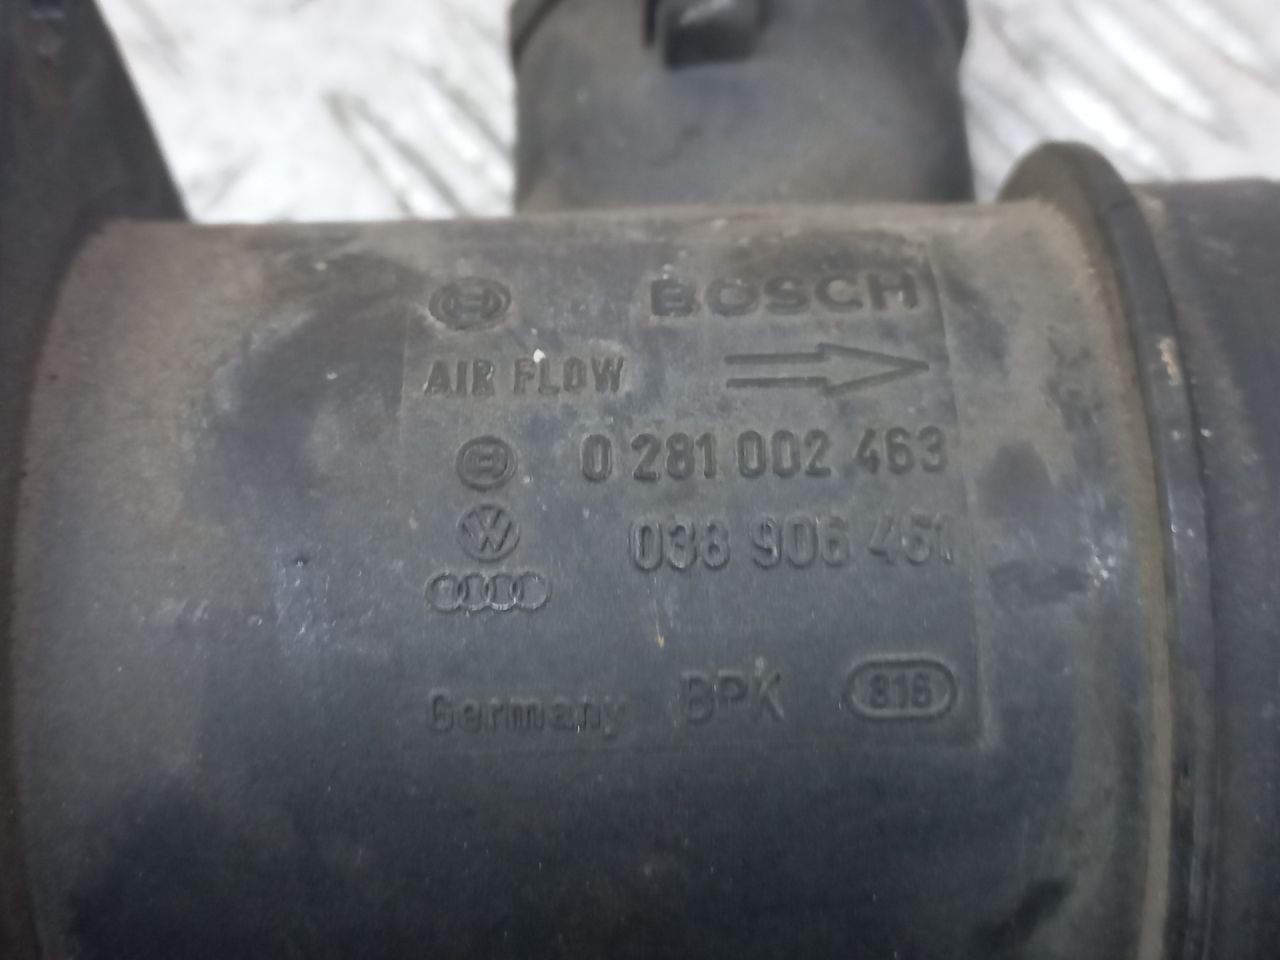 BOSCH
AIR FLOW
0 281 002 463
038 906 461
Germany BPK 816